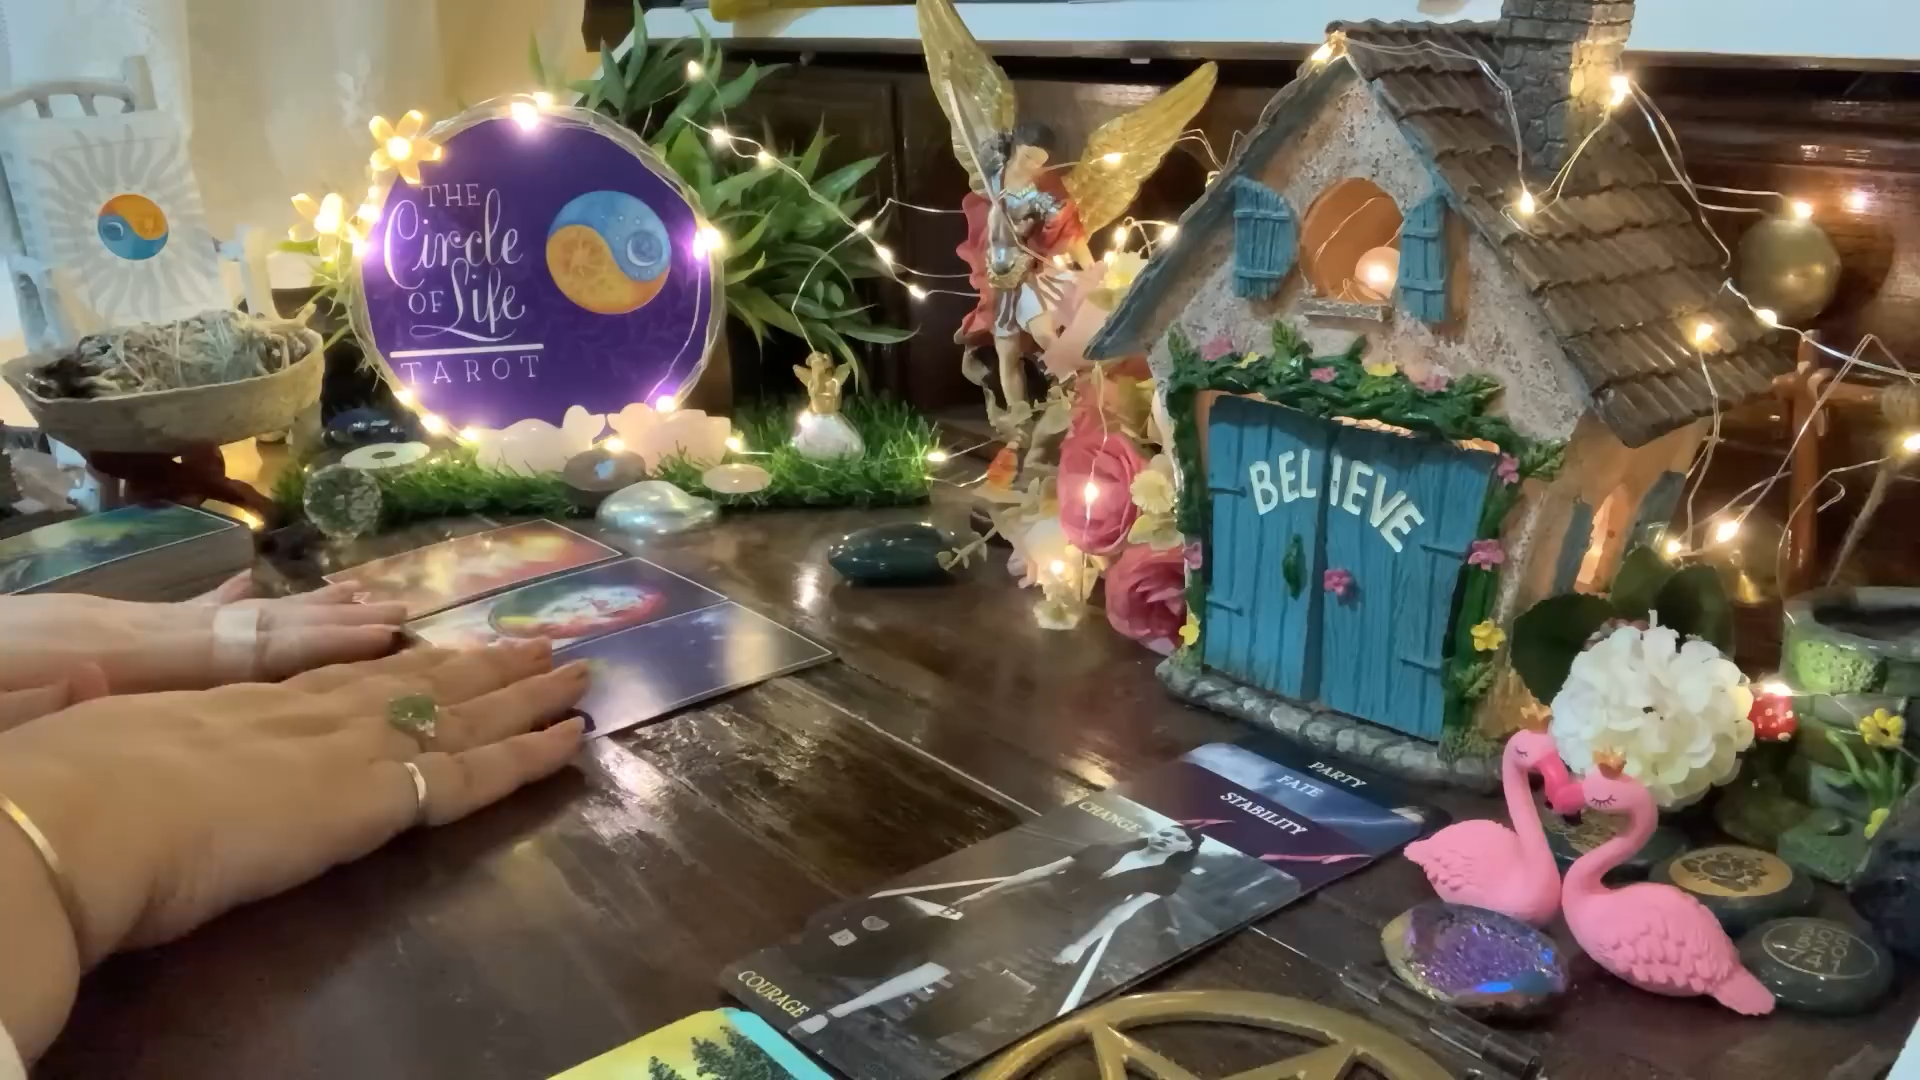 THE
Circle
OF Life
TAROT
BELIEVE
PARTY
FATE
STABILITY
CHANGE
COURAGE